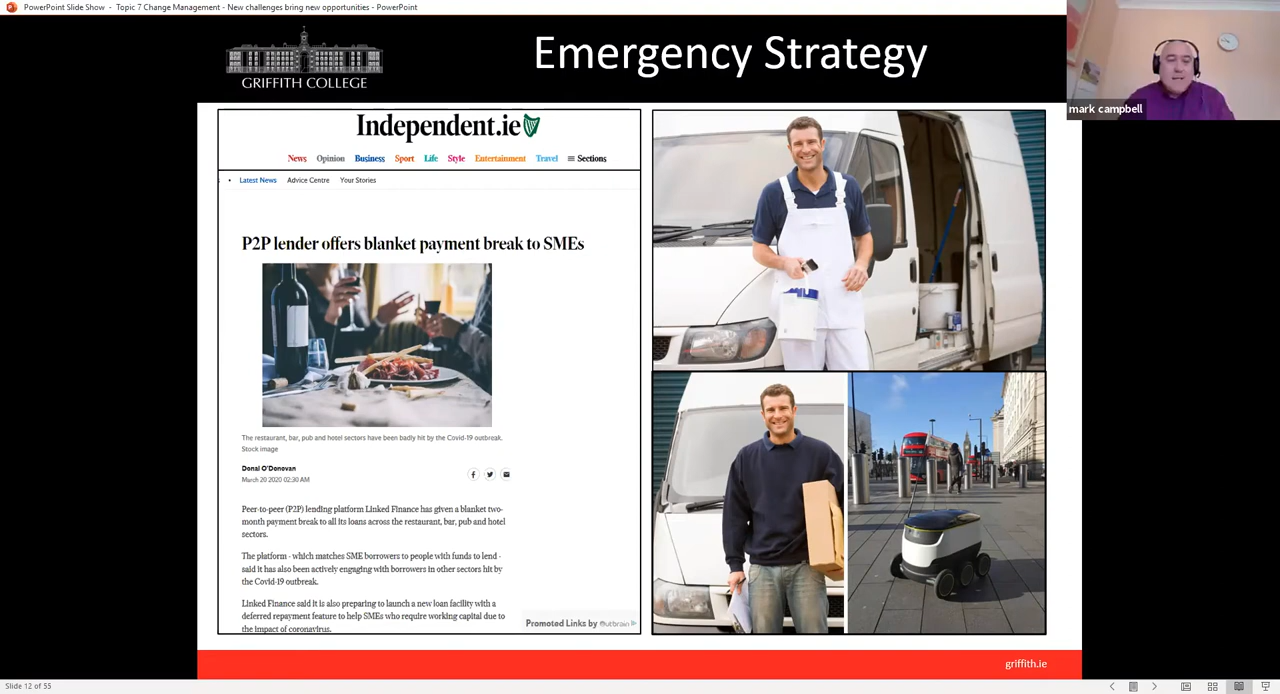 PowerPoint Slide Show - Topic 7 Change Management - New challenges bring new opportunities - PowerPoint
GRIFFITH COLLEGE
Emergency Strategy
mark campbell
Independent.ie
News Opinion Business Sport Life Style Entertainment Travel Sections
Latest News Advice Centre Your Stories
P2P lender offers blanket payment break to SMEs
The restaurant, bar, pub and hotel sectors have been badly hit by the Covid-19 outbreak.
Stock image
Donal O'Donovan
March 20 2020 02:30 AM
Peer-to-peer (P2P) lending platform Linked Finance has given a blanket two-
month payment break to all its loans across the restaurant, bar, pub and hotel
sectors.
The platform - which matches SME borrowers to people with funds to lend -
said it has also been actively engaging with borrowers in other sectors hit by
the Covid-19 outbreak.
Linked Finance said it is also preparing to launch a new loan facility with a
deferred repayment feature to help SMEs who require working capital due to
the impact of coronavirus.
Promoted Links by Outbrain
griffith.ie
Slide 12 of 55